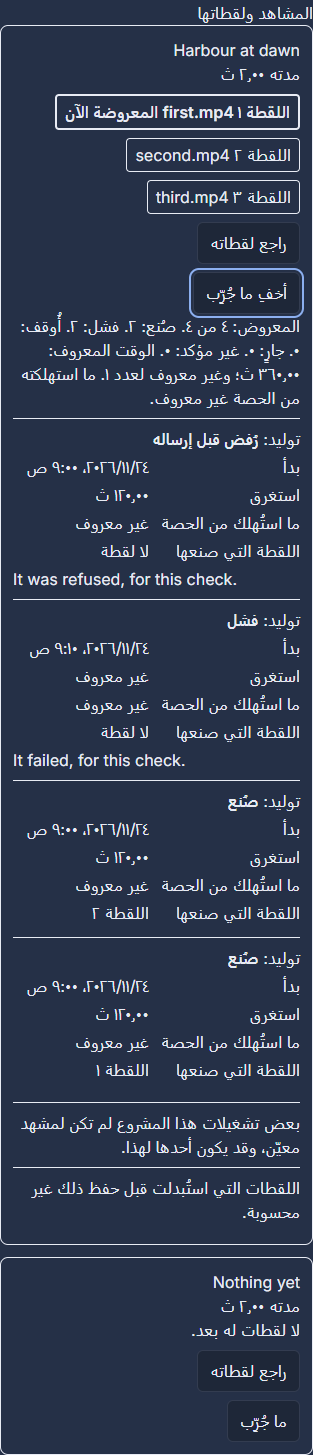 المشاهد ولقطاتها
Harbour at dawn
مدته ٢٫٠٠ ث
اللقطة ١ first.mp4 المعروضة الآن
اللقطة ٢ second.mp4
اللقطة ٣ third.mp4
راجع لقطاته
أخفِ ما جُرِّب
المعروض: ٤ من ٤. صُنع: ٢. فشل: ٢. أُوقف:
٠. جارٍ: ٠. غير مؤكد: ٠. الوقت المعروف:
٣٦٠٫٠٠ ث؛ وغير معروف لعدد ١. ما استهلكته
من الحصة غير معروف.
توليد: رُفض قبل إرساله
بدأ ٢٠٢٦/١١/٢٤، ٩:٠٠ ص
استغرق ١٢٠٫٠٠ ث
ما استُهلك من الحصة غير معروف
اللقطة التي صنعها لا لقطة
It was refused, for this check.
توليد: فشل
بدأ ٢٠٢٦/١١/٢٤، ٩:١٠ ص
استغرق غير معروف
ما استُهلك من الحصة غير معروف
اللقطة التي صنعها لا لقطة
It failed, for this check.
توليد: صُنع
بدأ ٢٠٢٦/١١/٢٤، ٩:٠٠ ص
استغرق ١٢٠٫٠٠ ث
ما استُهلك من الحصة غير معروف
اللقطة التي صنعها اللقطة ٢
توليد: صُنع
بدأ ٢٠٢٦/١١/٢٤، ٩:٠٠ ص
استغرق ١٢٠٫٠٠ ث
ما استُهلك من الحصة غير معروف
اللقطة التي صنعها اللقطة ١
بعض تشغيلات هذا المشروع لم تكن لمشهد
معيّن، وقد يكون أحدها لهذا.
اللقطات التي استُبدلت قبل حفظ ذلك غير
محسوبة.
Nothing yet
مدته ٢٫٠٠ ث
لا لقطات له بعد.
راجع لقطاته
ما جُرِّب